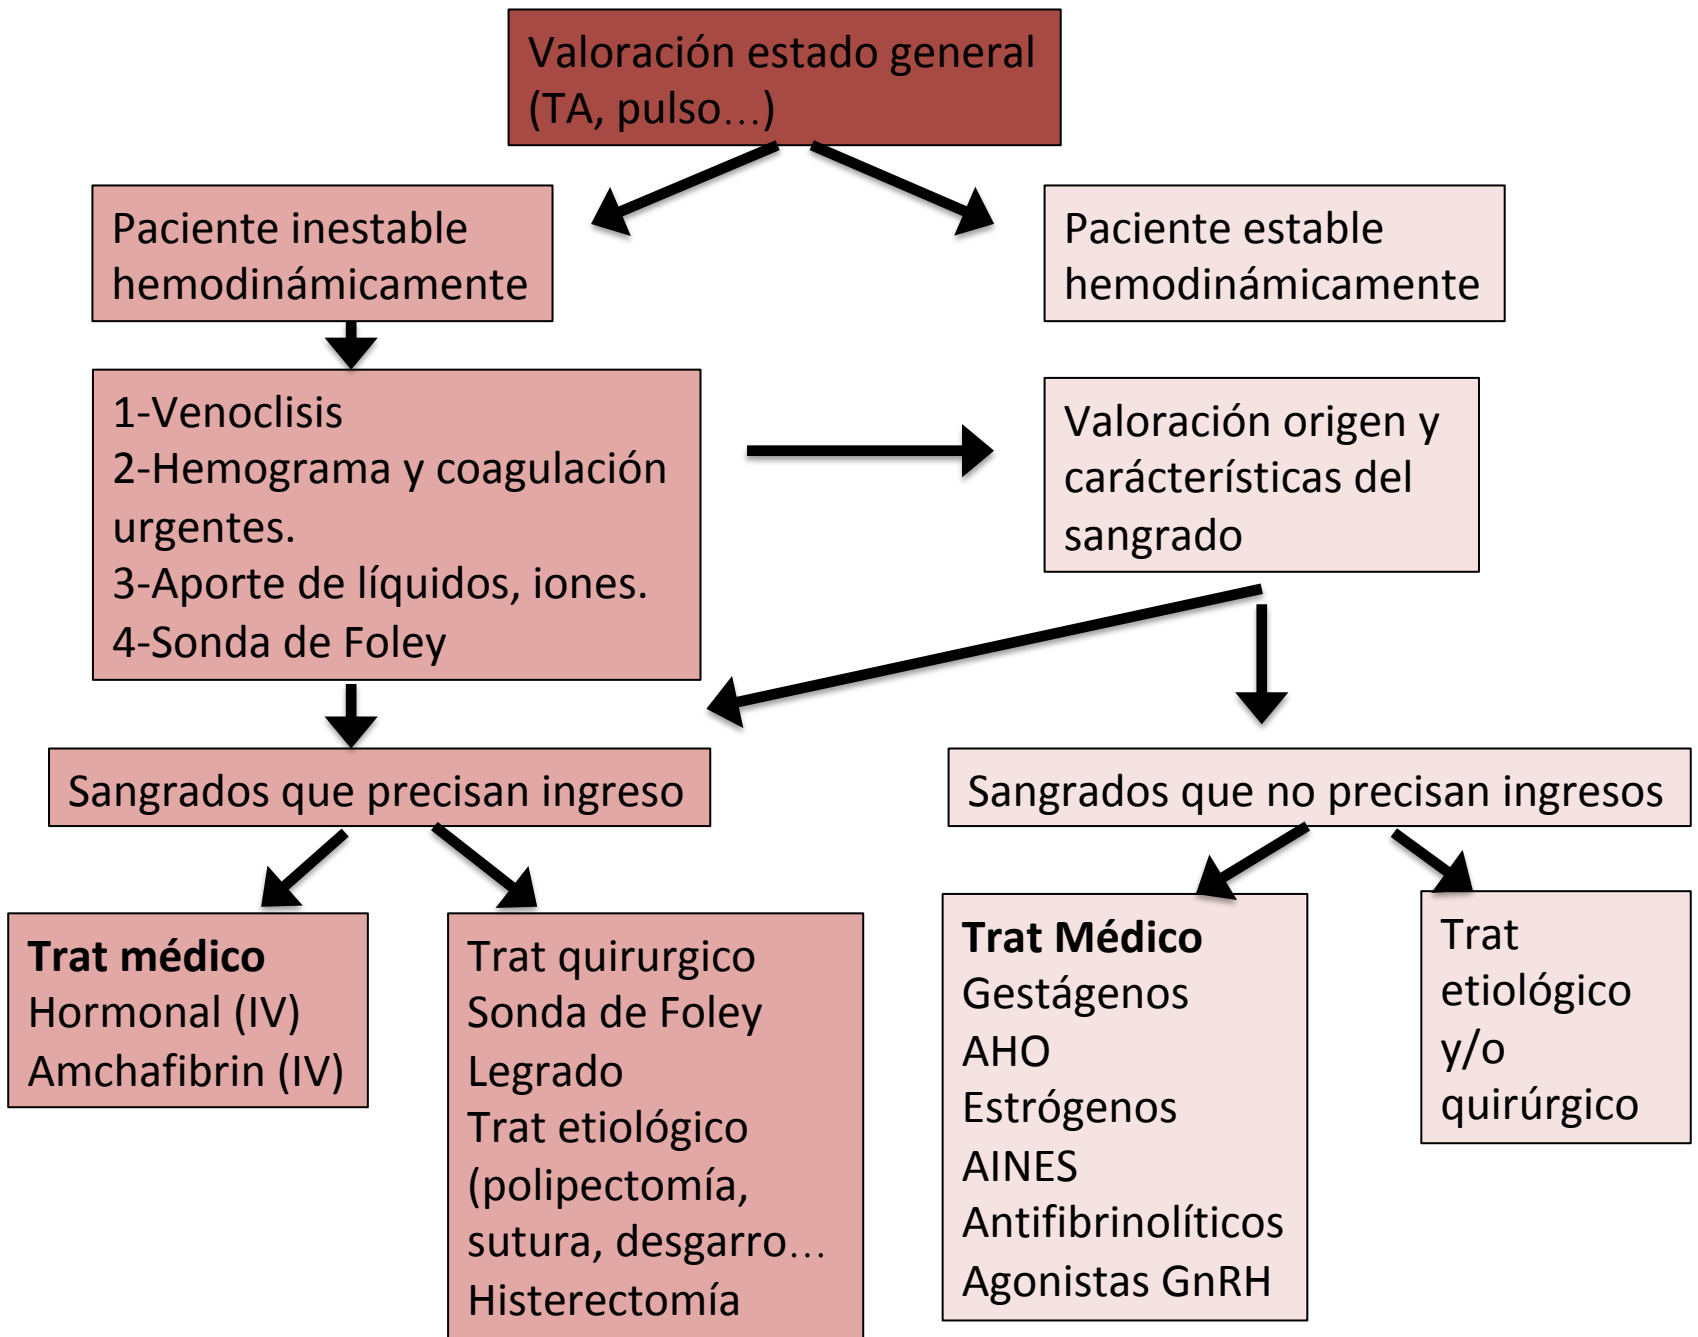 Valoración estado general
(TA, pulso...)
Paciente inestable
hemodinámicamente
Paciente estable
hemodinámicamente
1-Venoclisis
2-Hemograma y coagulación
urgentes.
3-Aporte de líquidos, iones.
4-Sonda de Foley
Valoración origen y
carácterísticas del
sangrado
Sangrados que precisan ingreso
Sangrados que no precisan ingresos
Trat médico
Hormonal (IV)
Amchafibrin (IV)
Trat quirurgico
Sonda de Foley
Legrado
Trat etiológico
(polipectomía,
sutura, desgarro...
Histerectomía
Trat Médico
Gestágenos
AHO
Estrógenos
AINES
Antifibrinolíticos
Agonistas GnRH
Trat
etiológico
y/o
quirúrgico